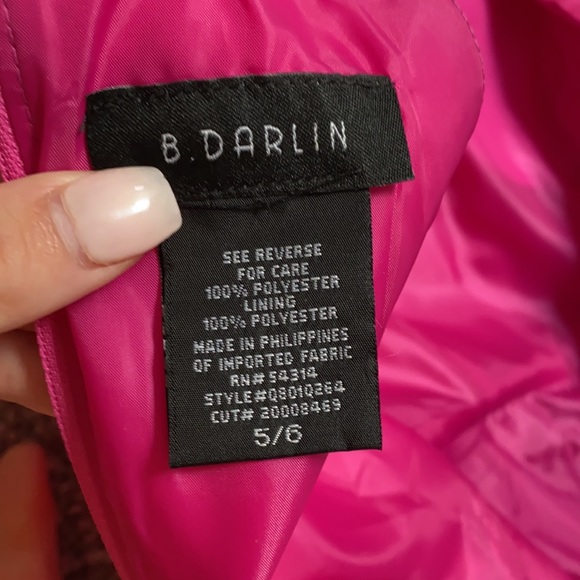 B. DARLIN
SEE REVERSE
FOR CARE
100% POLYESTER
LINING
100% POLYESTER
MADE IN PHILIPPINES
OF IMPORTED FABRIC
RN# 54314
STYLE#Q801Q264
CUT# 20008469
5/6